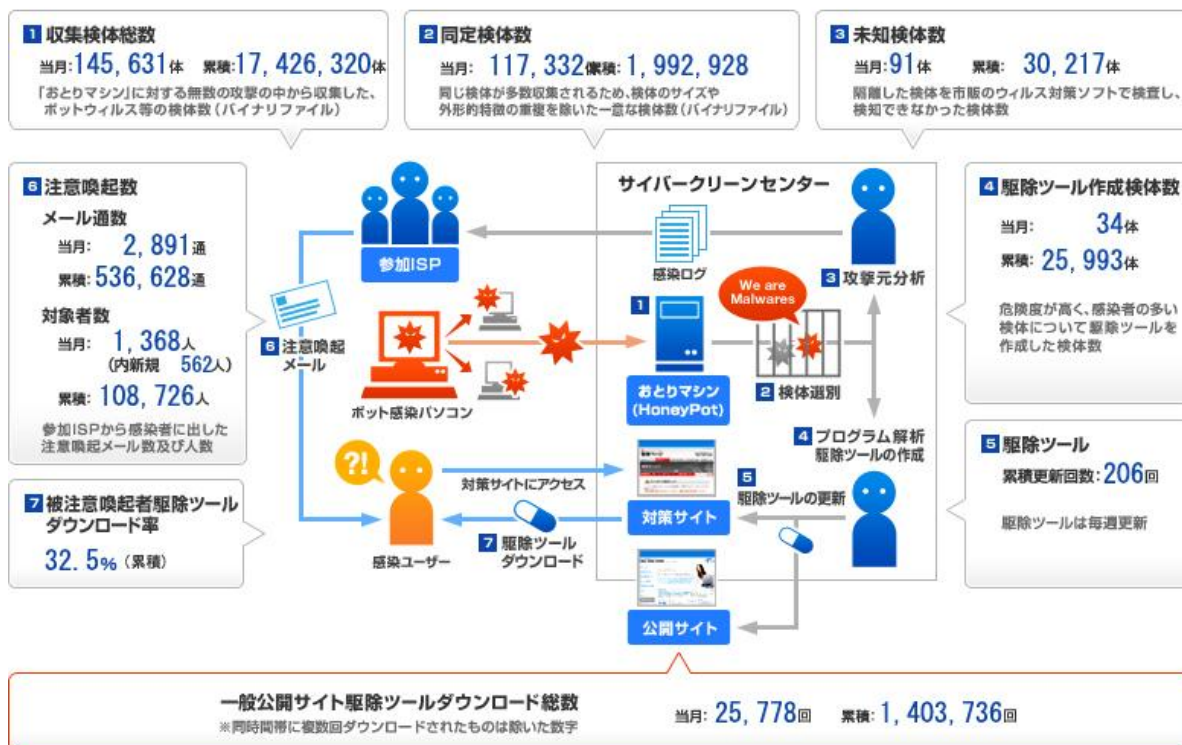 1 収集検体総数
当月:145,631体 累積:17,426,320体
「おとりマシン」に対する無数の攻撃の中から収集した、
ボットウィルス等の検体数（バイナリファイル）
2 同定検体数
当月: 117,332体 累積: 1,992,928
同じ検体が多数収集されるため、検体のサイズや
外形的特徴の重複を除いた一意な検体数（バイナリファイル）
3 未知検体数
当月:91体 累積: 30,217体
隔離した検体を市販のウィルス対策ソフトで検査し、
検知できなかった検体数
6 注意喚起数
メール通数
当月: 2,891通
累積:536,628通
対象者数
当月: 1,368人
（内新規 562人）
累積: 108,726人
参加ISPから感染者に出した
注意喚起メール数及び人数
7 被注意喚起者駆除ツール
ダウンロード率
32.5%（累積）
参加ISP
6 注意喚起
メール
ボット感染パソコン
?!
感染ユーザー
対策サイトにアクセス
7 駆除ツール
ダウンロード
サイバークリーンセンター
感染ログ
3 攻撃元分析
We are
Malwares
1
おとりマシン
(HoneyPot)
2 検体選別
4 プログラム解析
駆除ツールの作成
5
駆除ツールの更新
対策サイト
公開サイト
4 駆除ツール作成検体数
当月: 34体
累積: 25,993体
危険度が高く、感染者の多い
検体について駆除ツールを
作成した検体数
5 駆除ツール
累積更新回数:206回
駆除ツールは毎週更新
一般公開サイト駆除ツールダウンロード総数
※同時間帯に複数回ダウンロードされたものは除いた数字
当月: 25,778回 累積: 1,403,736回